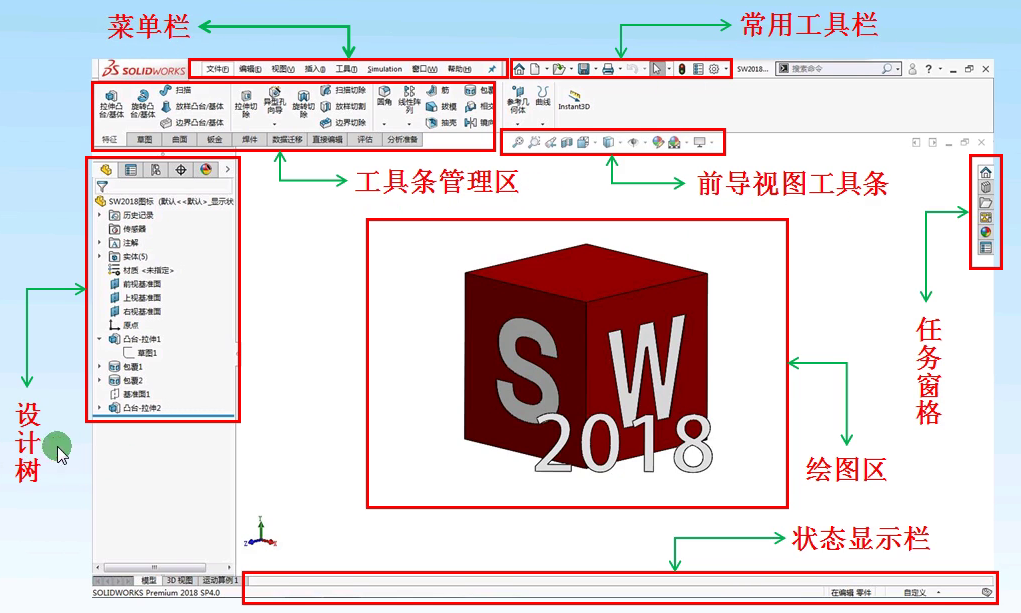 菜单栏
常用工具栏
SOLIDWORKS
文件(F) 编辑(E) 视图(V) 插入(I) 工具(T) Simulation 窗口(W) 帮助(H)
SW2018...
搜索命令
拉伸凸台/基体
旋转凸台/基体
扫描
放样凸台/基体
边界凸台/基体
拉伸切除
异型孔向导
旋转切除
扫描切除
放样切割
边界切除
圆角
线性阵列
筋
拔模
抽壳
包覆
相交
镜向
参考几何体
曲线
Instant3D
特征 草图 曲面 钣金 焊件 数据迁移 直接编辑 评估 分析准备
工具条管理区
前导视图工具条
SW2018图标 (默认<<默认>_显示状
历史记录
传感器
注解
实体(5)
材质 <未指定>
前视基准面
上视基准面
右视基准面
原点
凸台-拉伸1
草图1
包覆1
包覆2
基准面1
凸台-拉伸2
设计树
S W
2018
任务窗格
绘图区
状态显示栏
模型 3D 视图 运动算例 1
SOLIDWORKS Premium 2018 SP4.0
在编辑 零件
自定义